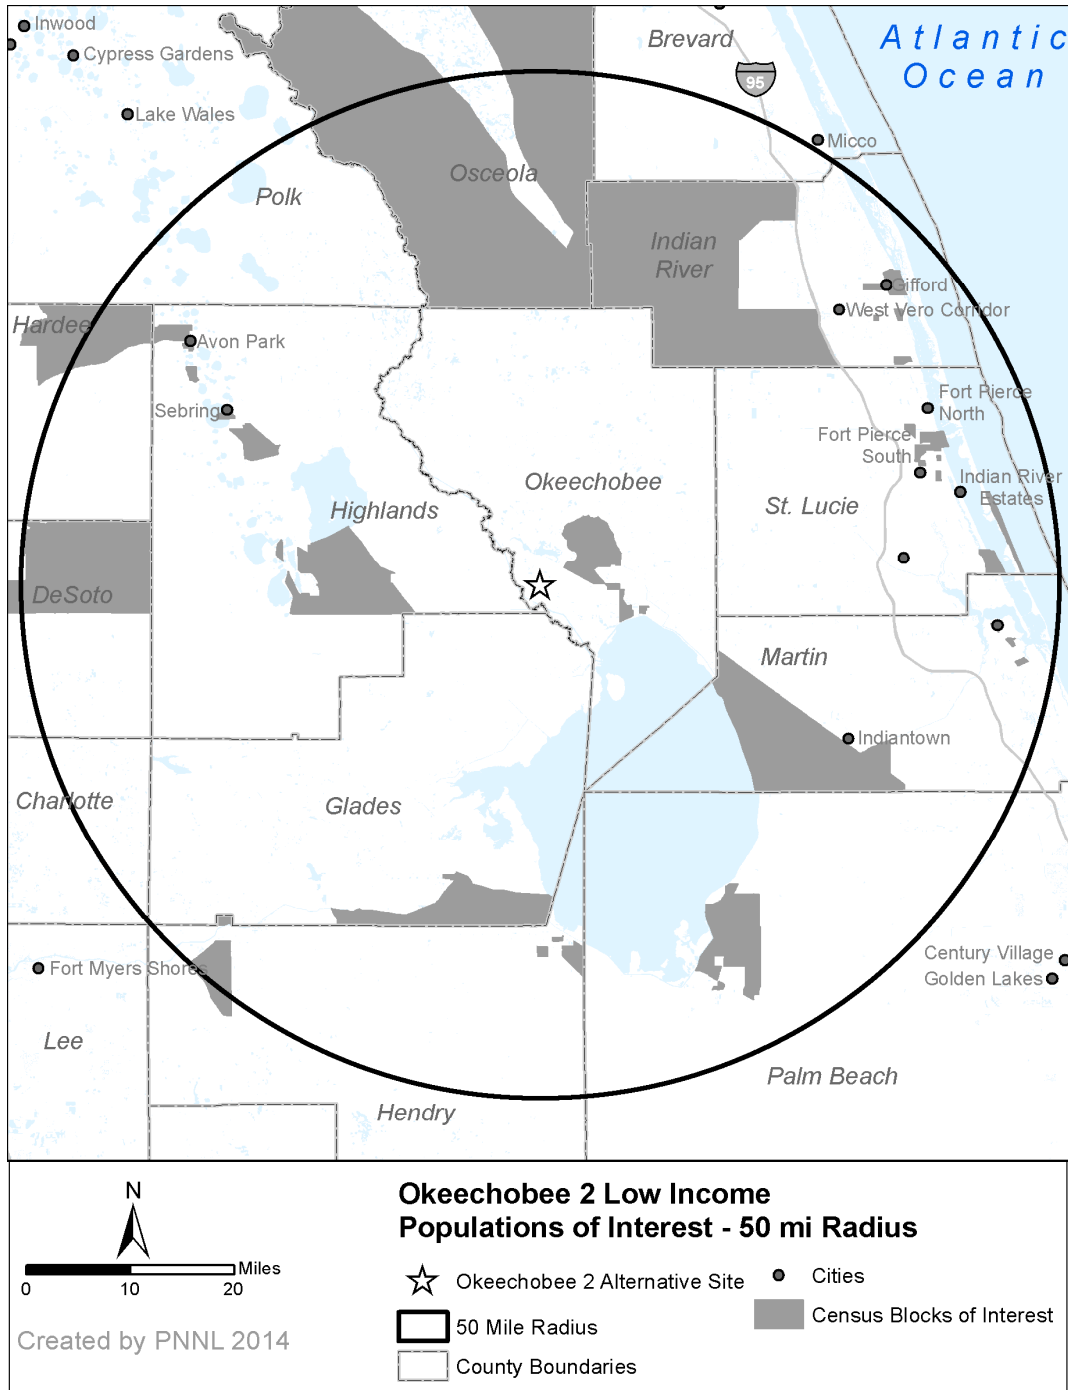 Inwood
Cypress Gardens
Lake Wales
Brevard
Atlantic
Ocean
95
Micco
Osceola
Polk
Indian
River
Gifford
West Vero Corridor
Hardee
Avon Park
Sebring
Fort Pierce
North
Fort Pierce
South
Indian River
Estates
Okeechobee
St. Lucie
Highlands
DeSoto
Martin
Indiantown
Charlotte
Glades
Century Village
Golden Lakes
Fort Myers Shores
Lee
Palm Beach
Hendry
N
Miles
0 10 20
Created by PNNL 2014
Okeechobee 2 Low Income
Populations of Interest - 50 mi Radius
Okeechobee 2 Alternative Site
Cities
50 Mile Radius
Census Blocks of Interest
County Boundaries